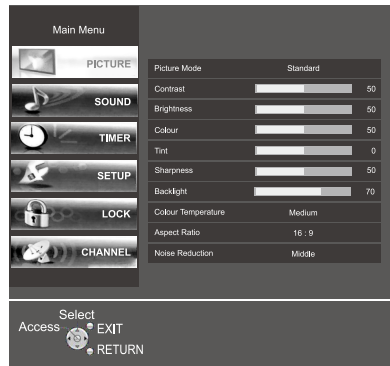 Main Menu
PICTURE
SOUND
TIMER
SETUP
LOCK
CHANNEL
Picture Mode Standard
Contrast 50
Brightness 50
Colour 50
Tint 0
Sharpness 50
Backlight 70
Colour Temperature Medium
Aspect Ratio 16 : 9
Noise Reduction Middle
Select
Access
EXIT
RETURN